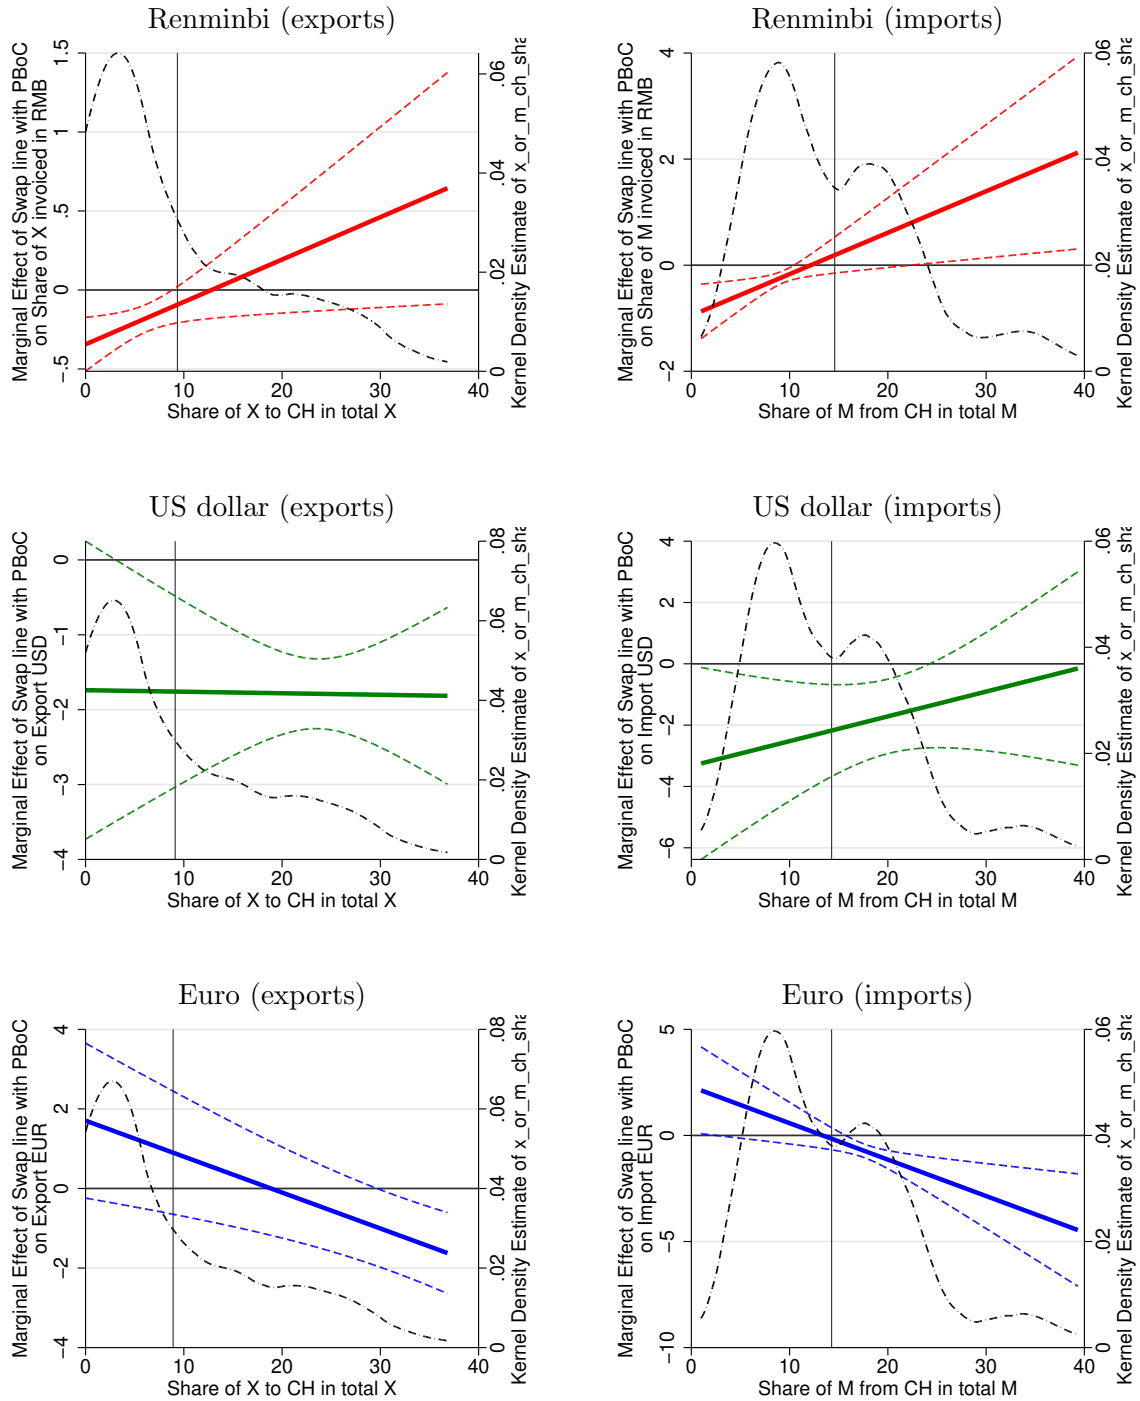 Renminbi (exports)
Marginal Effect of Swap line with PBoC
on Share of X invoiced in RMB
1.5
1
.5
0
-.5
.06
.04
.02
0
Kernel Density Estimate of x_or_m_ch_sha
0 10 20 30 40
Share of X to CH in total X
Renminbi (imports)
Marginal Effect of Swap line with PBoC
on Share of M invoiced in RMB
4
2
0
-2
.06
.04
.02
0
Kernel Density Estimate of x_or_m_ch_sha
0 10 20 30 40
Share of M from CH in total M
US dollar (exports)
Marginal Effect of Swap line with PBoC
on Export USD
0
-1
-2
-3
-4
.08
.06
.04
.02
0
Kernel Density Estimate of x_or_m_ch_sha
0 10 20 30 40
Share of X to CH in total X
US dollar (imports)
Marginal Effect of Swap line with PBoC
on Import USD
4
2
0
-2
-4
-6
.06
.04
.02
0
Kernel Density Estimate of x_or_m_ch_sha
0 10 20 30 40
Share of M from CH in total M
Euro (exports)
Marginal Effect of Swap line with PBoC
on Export EUR
4
2
0
-2
-4
.08
.06
.04
.02
0
Kernel Density Estimate of x_or_m_ch_sha
0 10 20 30 40
Share of X to CH in total X
Euro (imports)
Marginal Effect of Swap line with PBoC
on Import EUR
5
0
-5
-10
.06
.04
.02
0
Kernel Density Estimate of x_or_m_ch_sha
0 10 20 30 40
Share of M from CH in total M